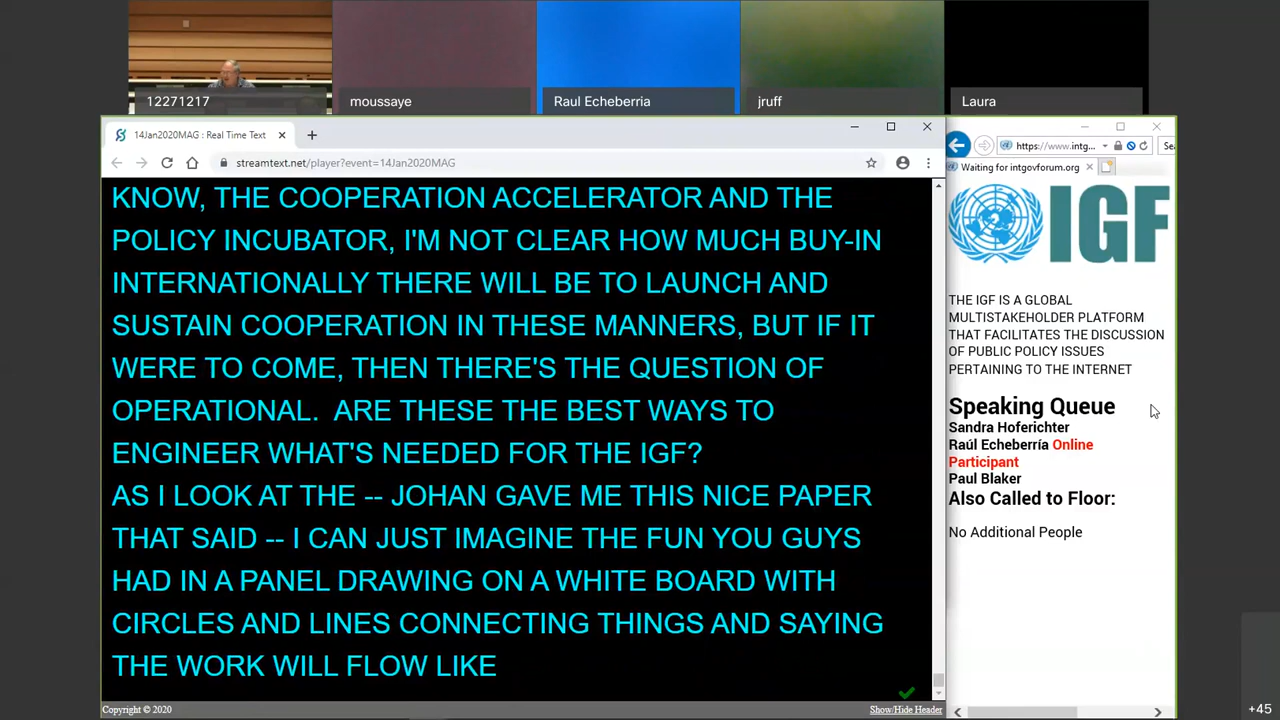 12271217
moussaye
Raul Echeberria
jruff
Laura
14Jan2020MAG : Real Time Text
streamtext.net/player?event=14Jan2020MAG
KNOW, THE COOPERATION ACCELERATOR AND THE
POLICY INCUBATOR, I'M NOT CLEAR HOW MUCH BUY-IN
INTERNATIONALLY THERE WILL BE TO LAUNCH AND
SUSTAIN COOPERATION IN THESE MANNERS, BUT IF IT
WERE TO COME, THEN THERE'S THE QUESTION OF
OPERATIONAL.  ARE THESE THE BEST WAYS TO
ENGINEER WHAT'S NEEDED FOR THE IGF?
AS I LOOK AT THE -- JOHAN GAVE ME THIS NICE PAPER
THAT SAID -- I CAN JUST IMAGINE THE FUN YOU GUYS
HAD IN A PANEL DRAWING ON A WHITE BOARD WITH
CIRCLES AND LINES CONNECTING THINGS AND SAYING
THE WORK WILL FLOW LIKE
Copyright © 2020
Show/Hide Header
https://www.intg...
Sea
Waiting for intgovforum.org
IGF
THE IGF IS A GLOBAL
MULTISTAKEHOLDER PLATFORM
THAT FACILITATES THE DISCUSSION
OF PUBLIC POLICY ISSUES
PERTAINING TO THE INTERNET
Speaking Queue
Sandra Hoferichter
Raúl Echeberría Online
Participant
Paul Blaker
Also Called to Floor:
No Additional People
+45